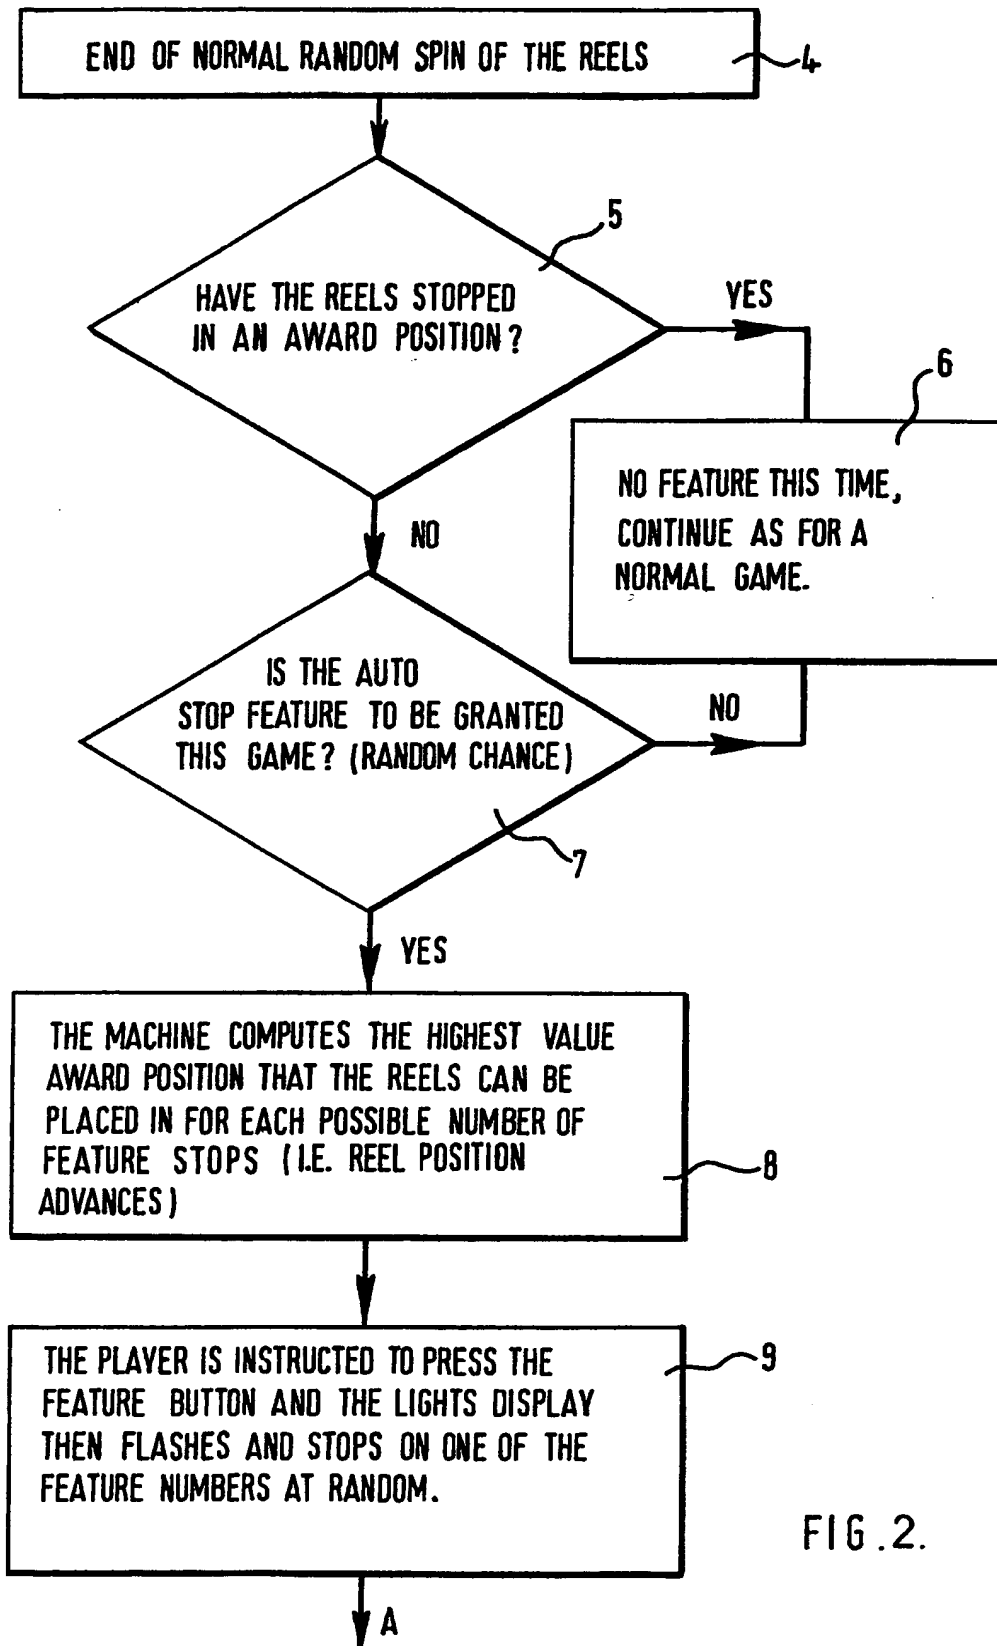 END OF NORMAL RANDOM SPIN OF THE REELS
4
5
HAVE THE REELS STOPPED
IN AN AWARD POSITION?
YES
6
NO FEATURE THIS TIME,
CONTINUE AS FOR A
NORMAL GAME.
NO
IS THE AUTO
STOP FEATURE TO BE GRANTED
THIS GAME? (RANDOM CHANCE)
NO
7
YES
THE MACHINE COMPUTES THE HIGHEST VALUE
AWARD POSITION THAT THE REELS CAN BE
PLACED IN FOR EACH POSSIBLE NUMBER OF
FEATURE STOPS (I.E. REEL POSITION
ADVANCES)
8
THE PLAYER IS INSTRUCTED TO PRESS THE
FEATURE BUTTON AND THE LIGHTS DISPLAY
THEN FLASHES AND STOPS ON ONE OF THE
FEATURE NUMBERS AT RANDOM.
9
FIG.2.
A